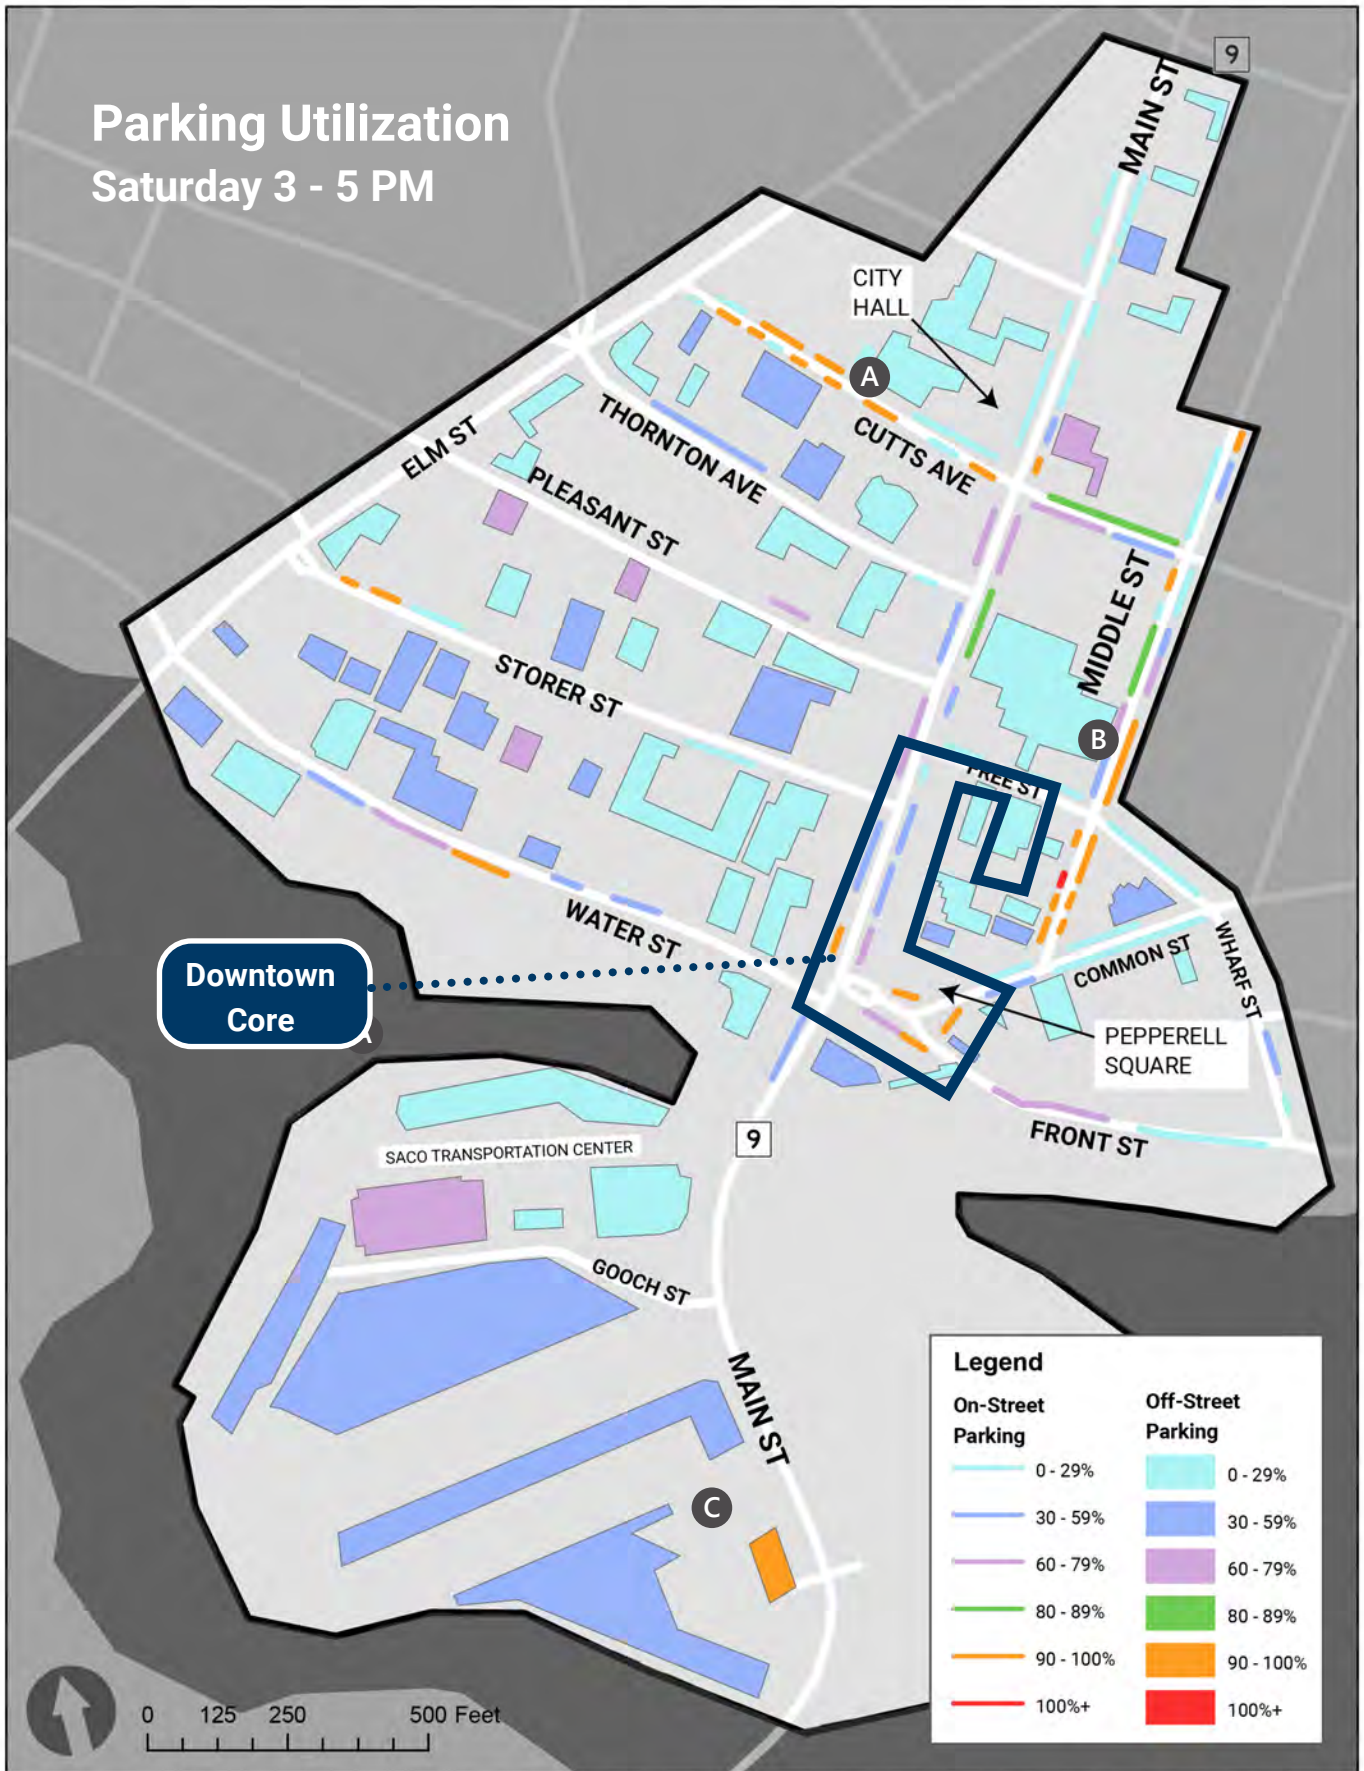 Parking Utilization
Saturday 3 - 5 PM
9
MAIN ST
CITY
HALL
A
CUTTS AVE
THORNTON AVE
ELM ST
PLEASANT ST
MIDDLE ST
STORER ST
B
FREE ST
WATER ST
COMMON ST
WHARF ST
Downtown
Core
A
PEPPERELL
SQUARE
FRONT ST
9
SACO TRANSPORTATION CENTER
GOOCH ST
MAIN ST
C
Legend
On-Street
Parking
0 - 29%
30 - 59%
60 - 79%
80 - 89%
90 - 100%
100%+
Off-Street
Parking
0 - 29%
30 - 59%
60 - 79%
80 - 89%
90 - 100%
100%+
0 125 250 500 Feet